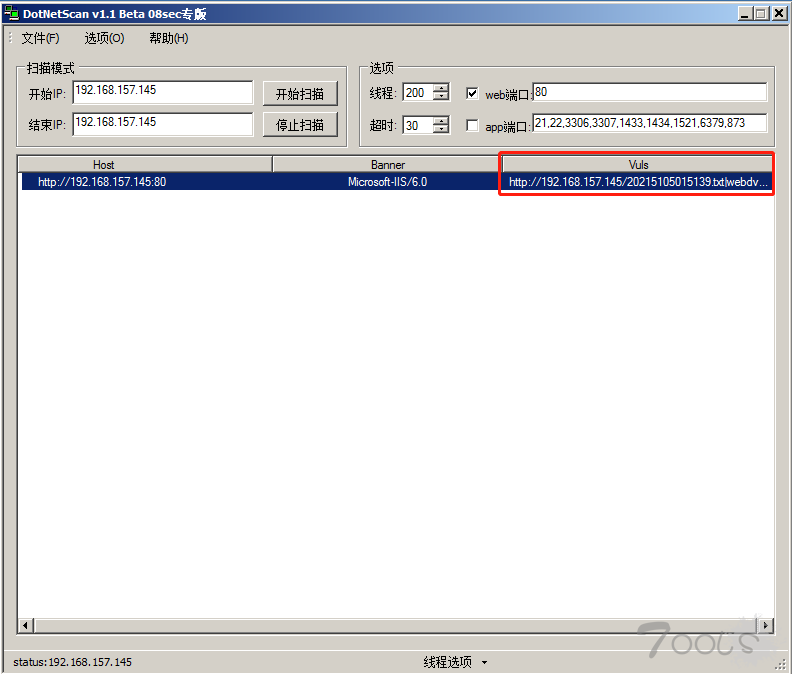 DotNetScan v1.1 Beta 08sec专版
文件(F) 选项(O) 帮助(H)
扫描模式
开始IP: 192.168.157.145 开始扫描
结束IP: 192.168.157.145 停止扫描
选项
线程: 200 web端口: 80
超时: 30 app端口: 21,22,3306,3307,1433,1434,1521,6379,873
Host Banner Vuls
http://192.168.157.145:80 Microsoft-IIS/6.0 http://192.168.157.145/20215105015139.txt|webdv...
status:192.168.157.145 线程选项
7ools